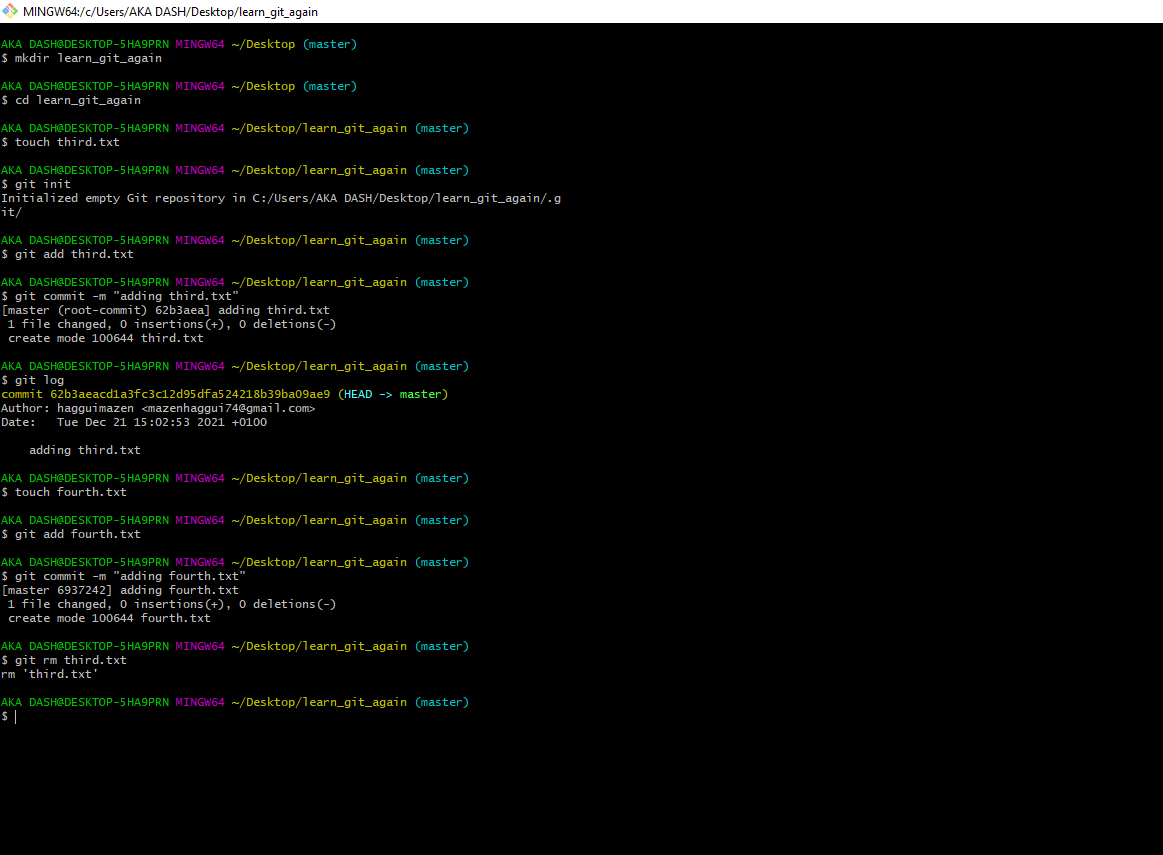 MINGW64:/c/Users/AKA DASH/Desktop/learn_git_again
AKA DASH@DESKTOP-5HA9PRN MINGW64 ~/Desktop (master)
$ mkdir learn_git_again
AKA DASH@DESKTOP-5HA9PRN MINGW64 ~/Desktop (master)
$ cd learn_git_again
AKA DASH@DESKTOP-5HA9PRN MINGW64 ~/Desktop/learn_git_again (master)
$ touch third.txt
AKA DASH@DESKTOP-5HA9PRN MINGW64 ~/Desktop/learn_git_again (master)
$ git init
Initialized empty Git repository in C:/Users/AKA DASH/Desktop/learn_git_again/.g
it/
AKA DASH@DESKTOP-5HA9PRN MINGW64 ~/Desktop/learn_git_again (master)
$ git add third.txt
AKA DASH@DESKTOP-5HA9PRN MINGW64 ~/Desktop/learn_git_again (master)
$ git commit -m "adding third.txt"
[master (root-commit) 62b3aea] adding third.txt
 1 file changed, 0 insertions(+), 0 deletions(-)
 create mode 100644 third.txt
AKA DASH@DESKTOP-5HA9PRN MINGW64 ~/Desktop/learn_git_again (master)
$ git log
commit 62b3aeacd1a3fc3c12d95dfa524218b39ba09ae9 (HEAD -> master)
Author: hagguimazen <mazenhaggui74@gmail.com>
Date:   Tue Dec 21 15:02:53 2021 +0100
    adding third.txt
AKA DASH@DESKTOP-5HA9PRN MINGW64 ~/Desktop/learn_git_again (master)
$ touch fourth.txt
AKA DASH@DESKTOP-5HA9PRN MINGW64 ~/Desktop/learn_git_again (master)
$ git add fourth.txt
AKA DASH@DESKTOP-5HA9PRN MINGW64 ~/Desktop/learn_git_again (master)
$ git commit -m "adding fourth.txt"
[master 6937242] adding fourth.txt
 1 file changed, 0 insertions(+), 0 deletions(-)
 create mode 100644 fourth.txt
AKA DASH@DESKTOP-5HA9PRN MINGW64 ~/Desktop/learn_git_again (master)
$ git rm third.txt
rm 'third.txt'
AKA DASH@DESKTOP-5HA9PRN MINGW64 ~/Desktop/learn_git_again (master)
$